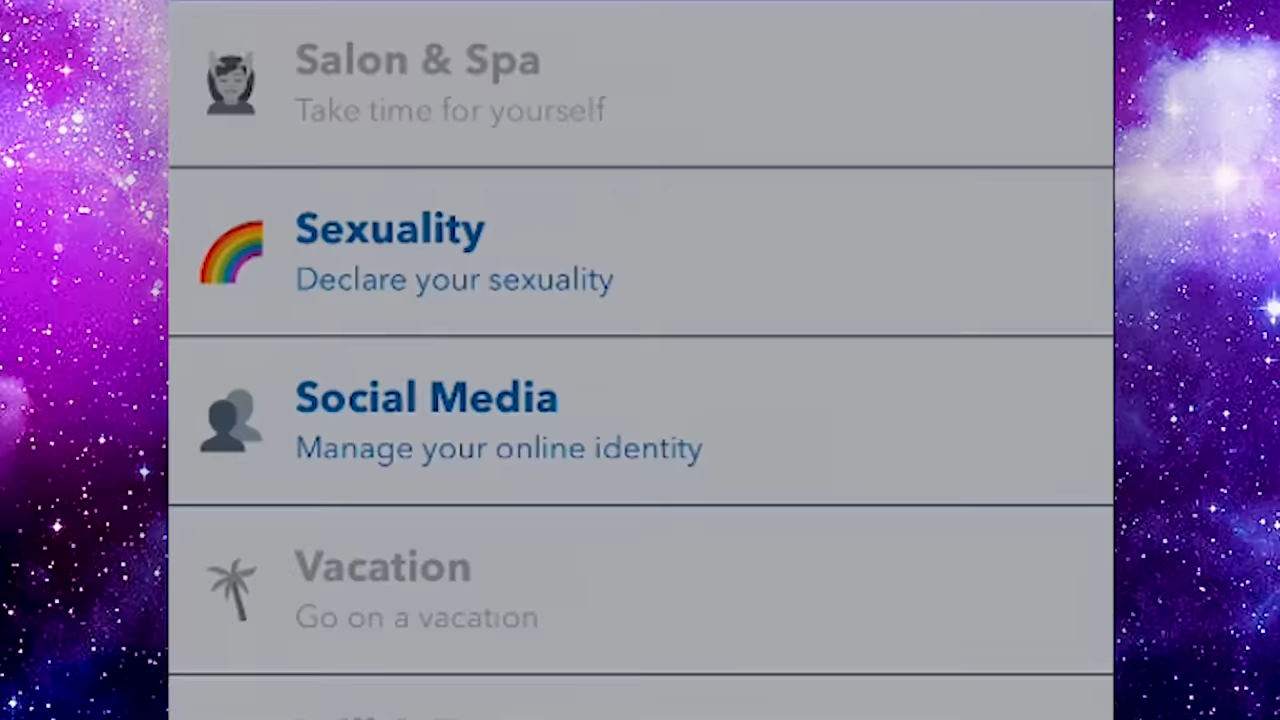 Salon & Spa
Take time for yourself
Sexuality
Declare your sexuality
Social Media
Manage your online identity
Vacation
Go on a vacation